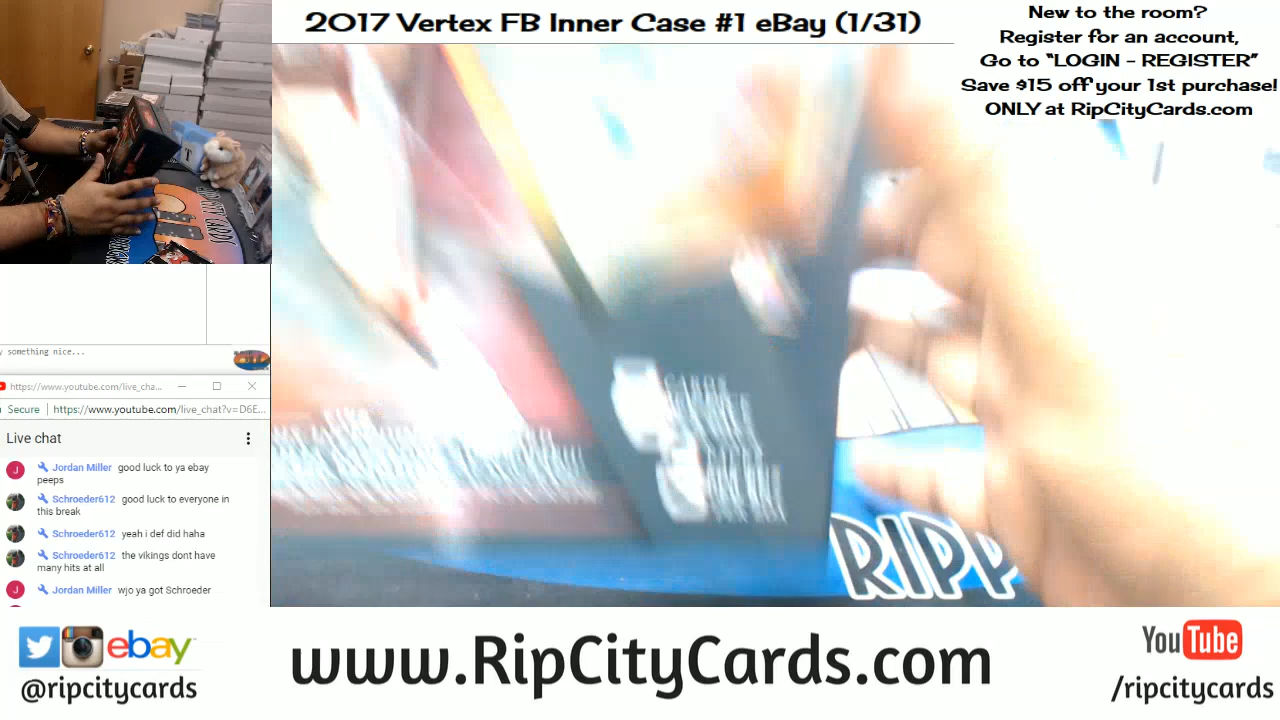 2017 Vertex FB Inner Case #1 eBay (1/31)
New to the room?
Register for an account,
Go to "LOGIN - REGISTER"
Save $15 off your 1st purchase!
ONLY at RipCityCards.com
T
y something nice...
https://www.youtube.com/live_cha...
Secure https://www.youtube.com/live_chat?v=D6E...
Live chat
J Jordan Miller good luck to ya ebay
peeps
Schroeder612 good luck to everyone in
this break
Schroeder612 yeah i def did haha
Schroeder612 the vikings dont have
many hits at all
J Jordan Miller wjo ya got Schroeder
CARDS
RIPP
ebay
@ripcitycards
www.RipCityCards.com
YouTube
/ripcitycards